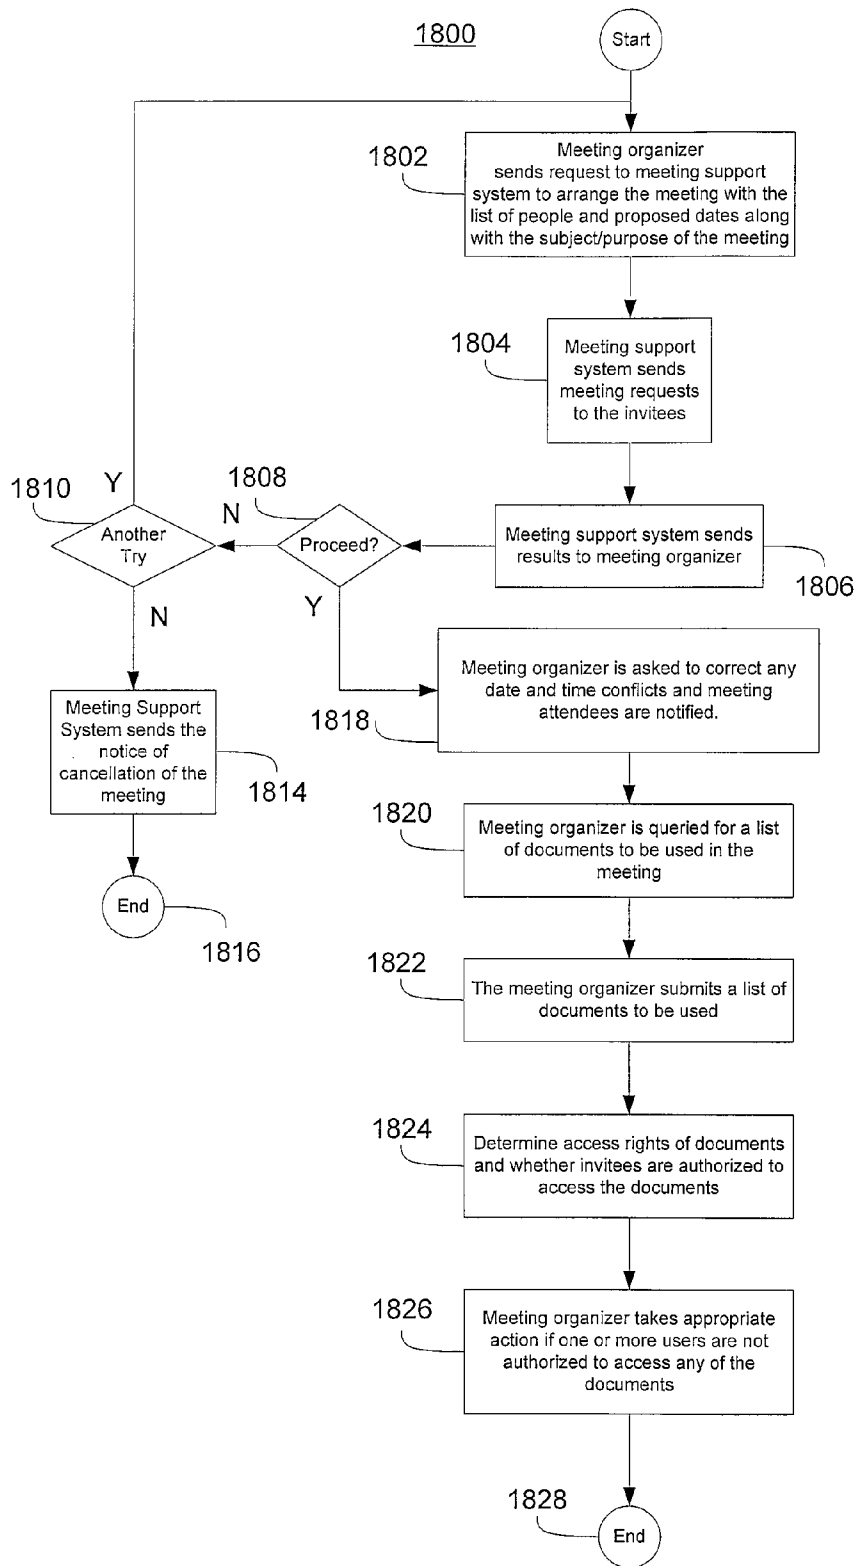 1800
Start
1802
Meeting organizer
sends request to meeting support
system to arrange the meeting with the
list of people and proposed dates along
with the subject/purpose of the meeting
1804
Meeting support
system sends
meeting requests
to the invitees
1810
Y
Another
Try
N
1808
N
Proceed?
Y
Meeting support system sends
results to meeting organizer
1806
Meeting organizer is asked to correct any
date and time conflicts and meeting
attendees are notified.
1818
Meeting Support
System sends the
notice of
cancellation of the
meeting
1814
End
1816
1820
Meeting organizer is queried for a list
of documents to be used in the
meeting
1822
The meeting organizer submits a list of
documents to be used
1824
Determine access rights of documents
and whether invitees are authorized to
access the documents
1826
Meeting organizer takes appropriate
action if one or more users are not
authorized to access any of the
documents
1828
End